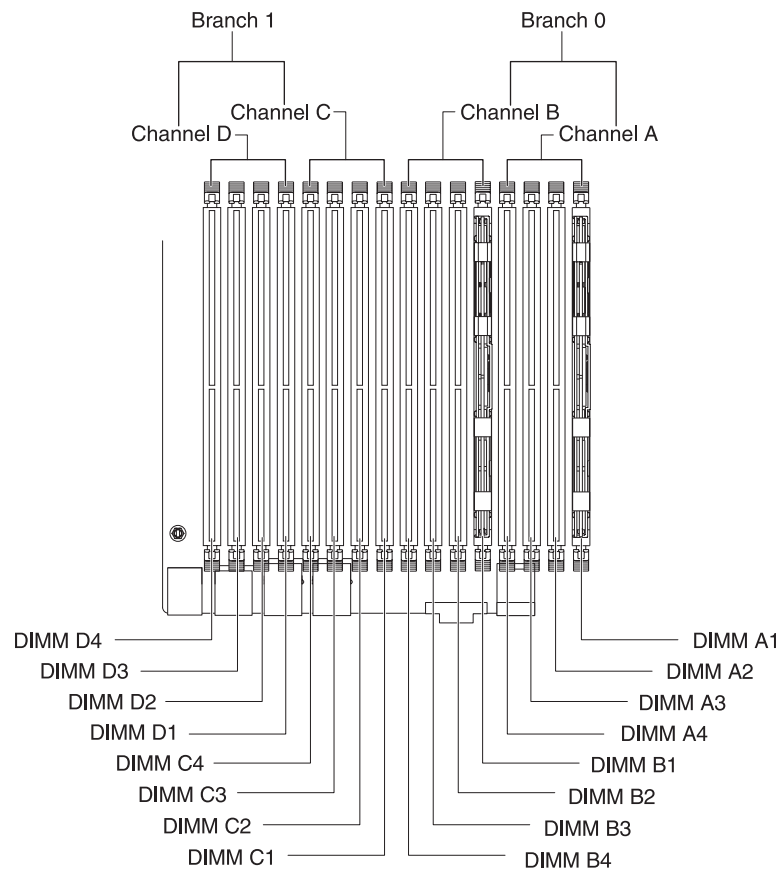 Branch 1
Branch 0
Channel C
Channel B
Channel D
Channel A
DIMM D4
DIMM A1
DIMM D3
DIMM A2
DIMM D2
DIMM A3
DIMM D1
DIMM A4
DIMM C4
DIMM B1
DIMM C3
DIMM B2
DIMM C2
DIMM B3
DIMM C1
DIMM B4